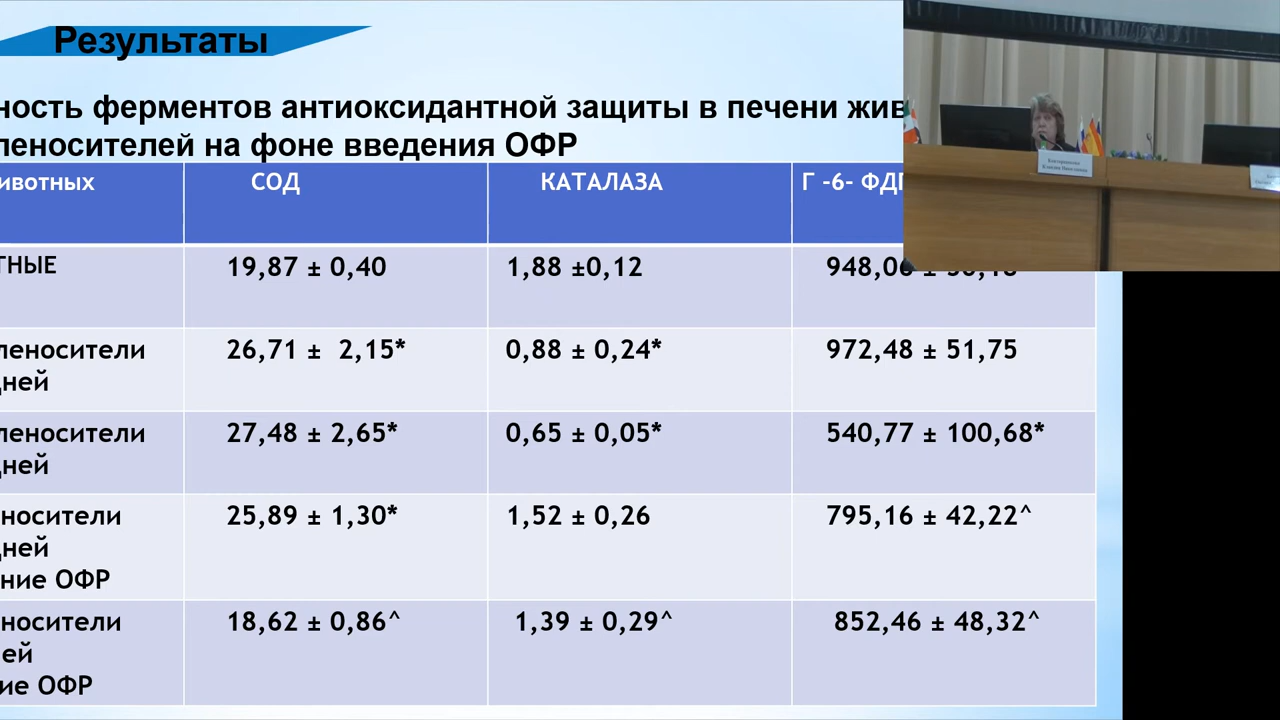 Результаты
ность ферментов антиоксидантной защиты в печени жив
леносителей на фоне введения ОФР
ивотных СОД КАТАЛАЗА Г -6- ФДГ
ТНЫЕ 19,87 ± 0,40 1,88 ±0,12
леносители 26,71 ± 2,15* 0,88 ± 0,24* 972,48 ± 51,75
дней
леносители 27,48 ± 2,65* 0,65 ± 0,05* 540,77 ± 100,68*
дней
носители 25,89 ± 1,30* 1,52 ± 0,26 795,16 ± 42,22^
дней
ние ОФР
носители 18,62 ± 0,86^ 1,39 ± 0,29^ 852,46 ± 48,32^
ей
ие ОФР